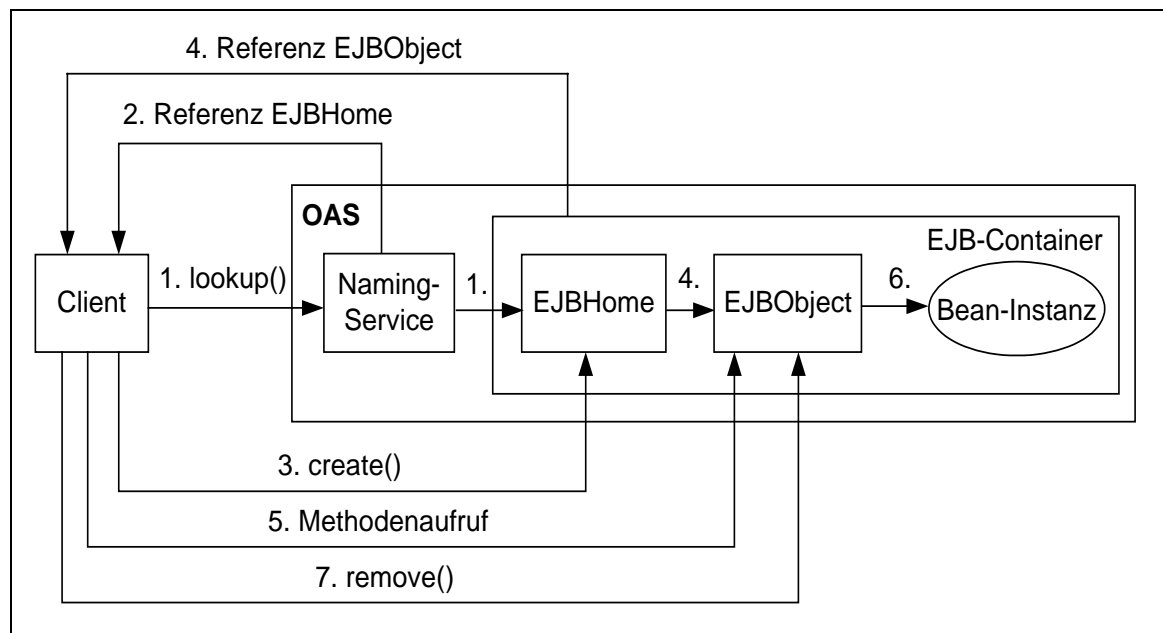 4. Referenz EJBObject
2. Referenz EJBHome
OAS
EJB-Container
Client
1. lookup()
Naming-
Service
1.
EJBHome
4.
EJBObject
6.
Bean-Instanz
3. create()
5. Methodenaufruf
7. remove()